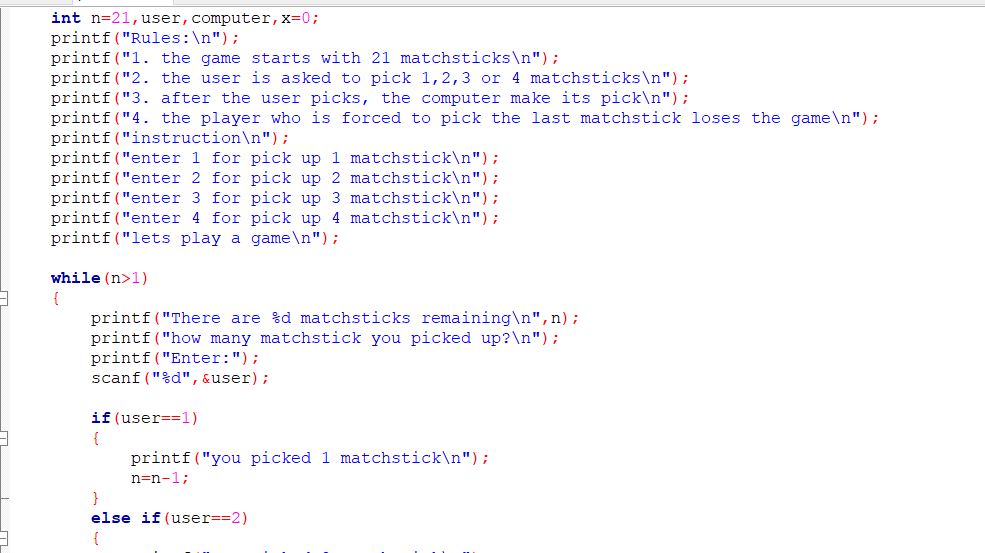 int n=21,user,computer,x=0;
printf("Rules:\n");
printf("1. the game starts with 21 matchsticks\n");
printf("2. the user is asked to pick 1,2,3 or 4 matchsticks\n");
printf("3. after the user picks, the computer make its pick\n");
printf("4. the player who is forced to pick the last matchstick loses the game\n");
printf("instruction\n");
printf("enter 1 for pick up 1 matchstick\n");
printf("enter 2 for pick up 2 matchstick\n");
printf("enter 3 for pick up 3 matchstick\n");
printf("enter 4 for pick up 4 matchstick\n");
printf("lets play a game\n");
while(n>1)
{
printf("There are %d matchsticks remaining\n",n);
printf("how many matchstick you picked up?\n");
printf("Enter:");
scanf("%d",&user);
if(user==1)
{
printf("you picked 1 matchstick\n");
n=n-1;
}
else if(user==2)
{